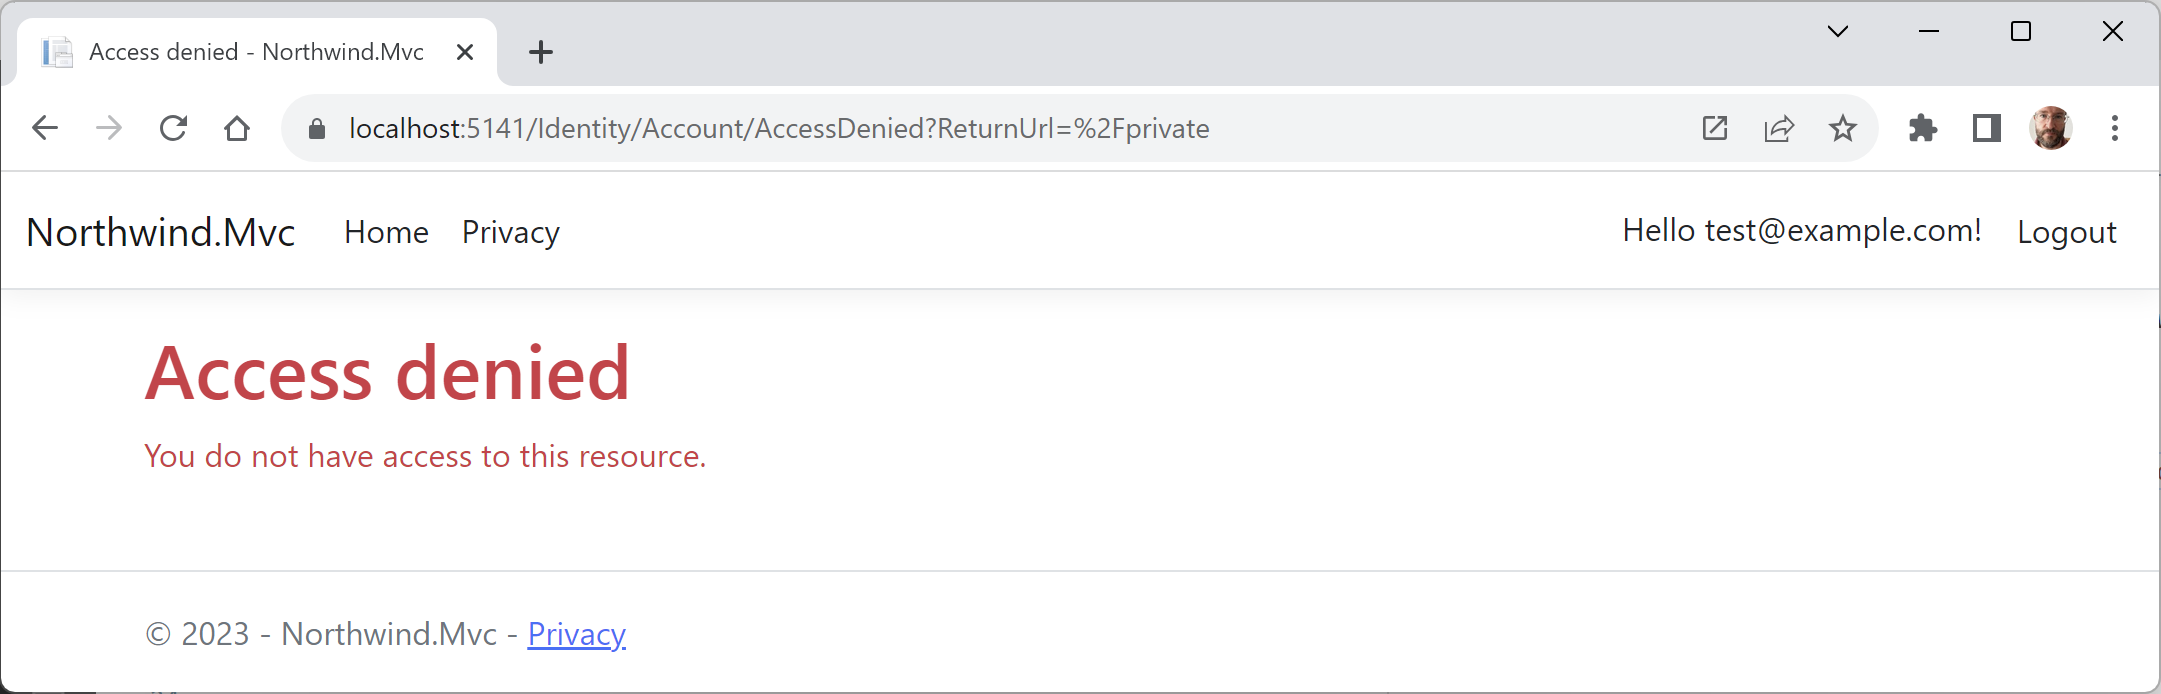 Access denied - Northwind.Mvc
localhost:5141/Identity/Account/AccessDenied?ReturnUrl=%2Fprivate
Northwind.Mvc Home Privacy Hello test@example.com! Logout
Access denied
You do not have access to this resource.
© 2023 - Northwind.Mvc - Privacy